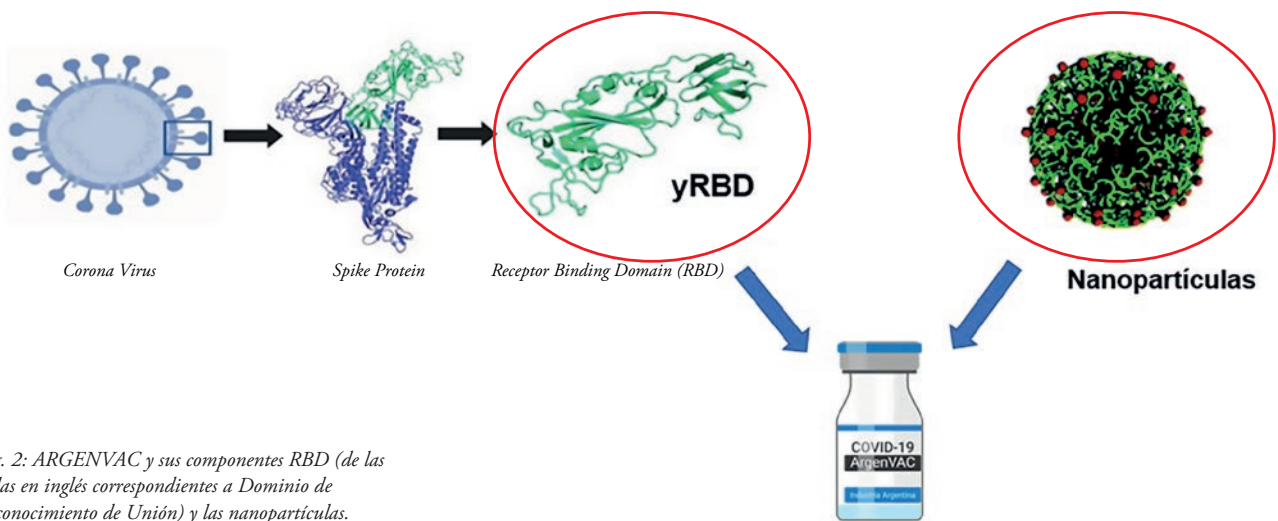 yRBD
Corona Virus
Spike Protein
Receptor Binding Domain (RBD)
Nanopartículas
COVID-19
ArgenVAC
Industria Argentina
. 2: ARGENVAC y sus componentes RBD (de las
las en inglés correspondientes a Dominio de
conocimiento de Unión) y las nanopartículas.